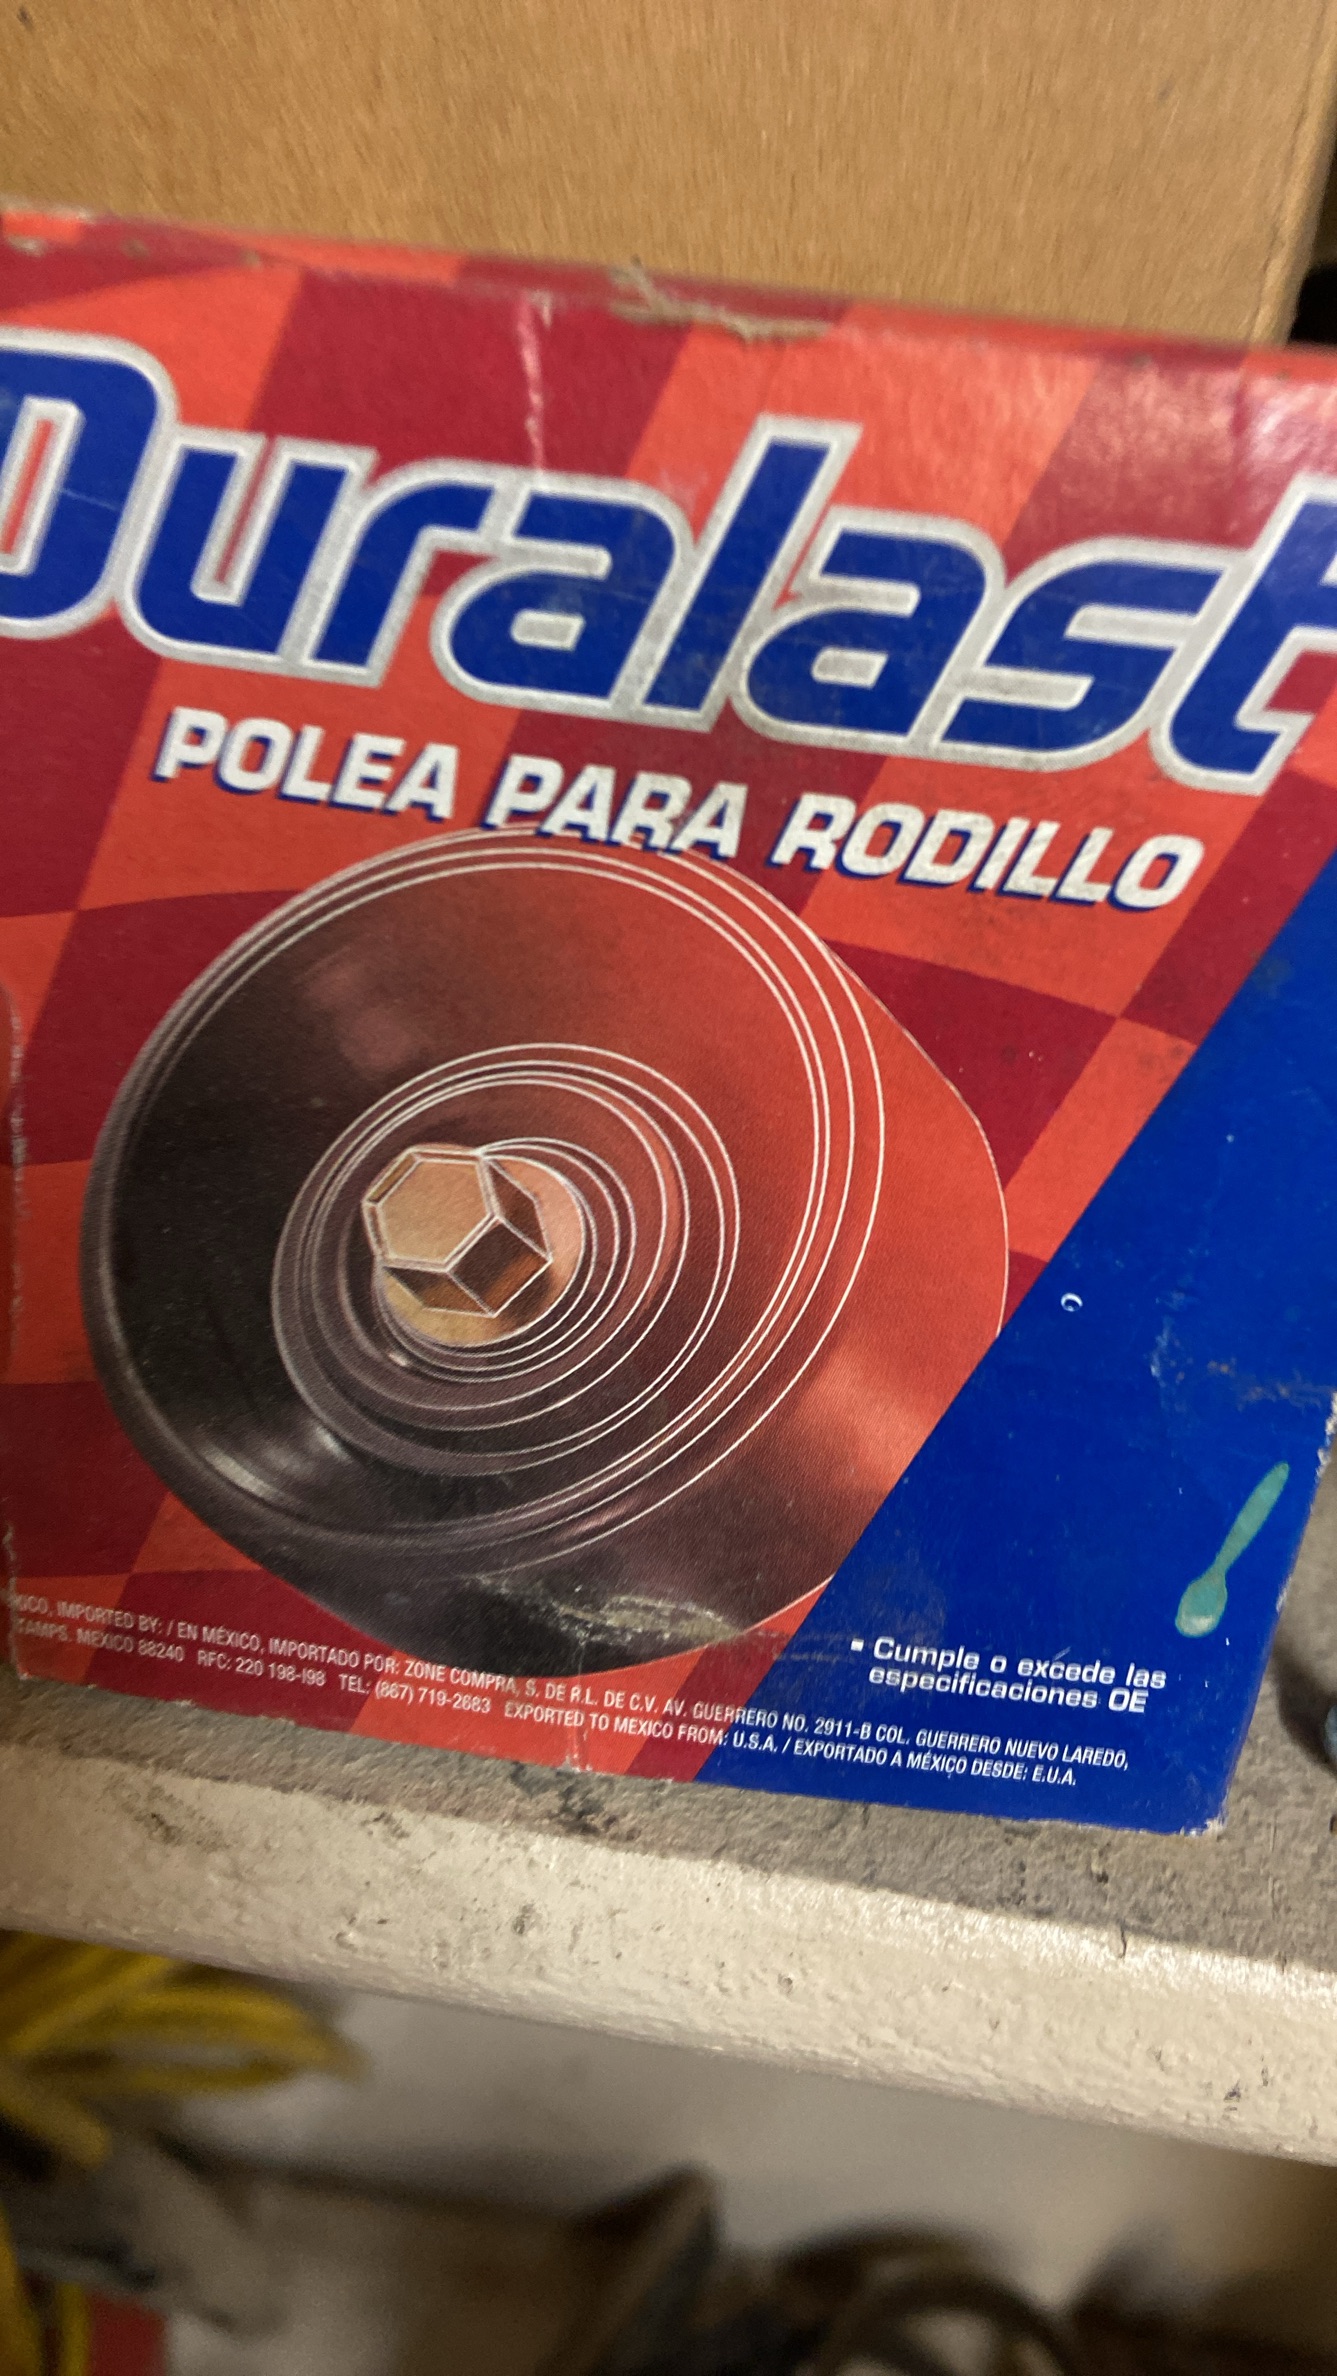 Duralast
POLEA PARA RODILLO
▪ Cumple o excede las
especificaciones OE
IMPORTED BY: / EN MÉXICO, IMPORTADO POR: ZONE COMPRA, S. DE R.L. DE C.V. AV. GUERRERO NO. 2911-B COL. GUERRERO NUEVO LAREDO,
TAMPS. MEXICO 88240 RFC: 220 198-I98 TEL: (867) 719-2683 EXPORTED TO MEXICO FROM: U.S.A. / EXPORTADO A MÉXICO DESDE: E.U.A.